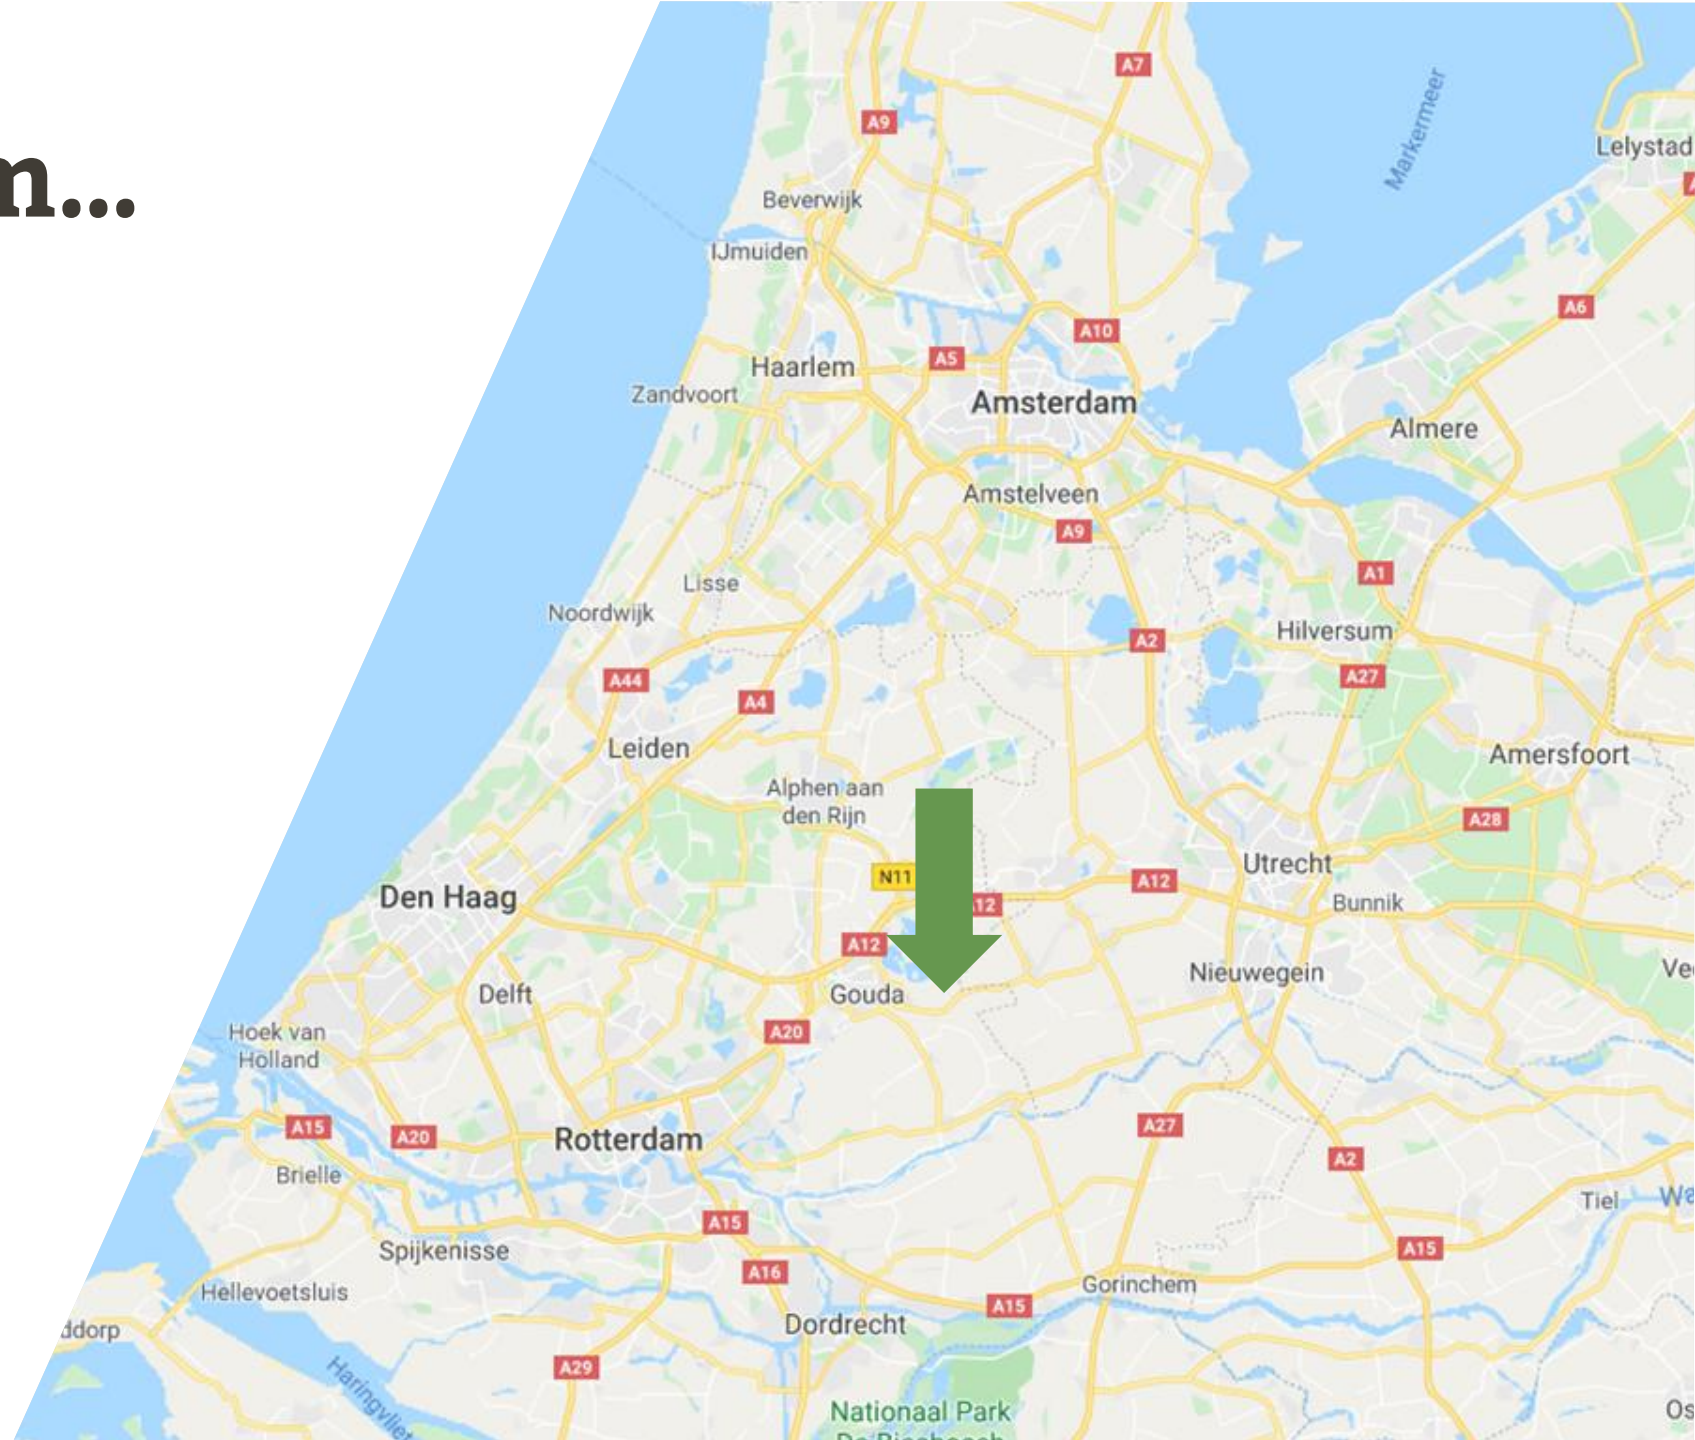 m...
A7
A9
Markermeer
Lelystad
Beverwijk
IJmuiden
A6
A10
A5
Haarlem
Zandvoort
Amsterdam
Almere
Amstelveen
A9
A1
Lisse
Noordwijk
Hilversum
A2
A27
A44
A4
Leiden
Amersfoort
Alphen aan
den Rijn
A28
Utrecht
N11
A12
Den Haag
A12
Bunnik
A12
Nieuwegein
Delft
Gouda
Hoek van
Holland
A20
A15
A20
Rotterdam
A27
A2
Brielle
Tiel
A15
Spijkenisse
A15
A16
Gorinchem
Hellevoetsluis
A15
Dordrecht
ddorp
A29
Haringvliet
Nationaal Park